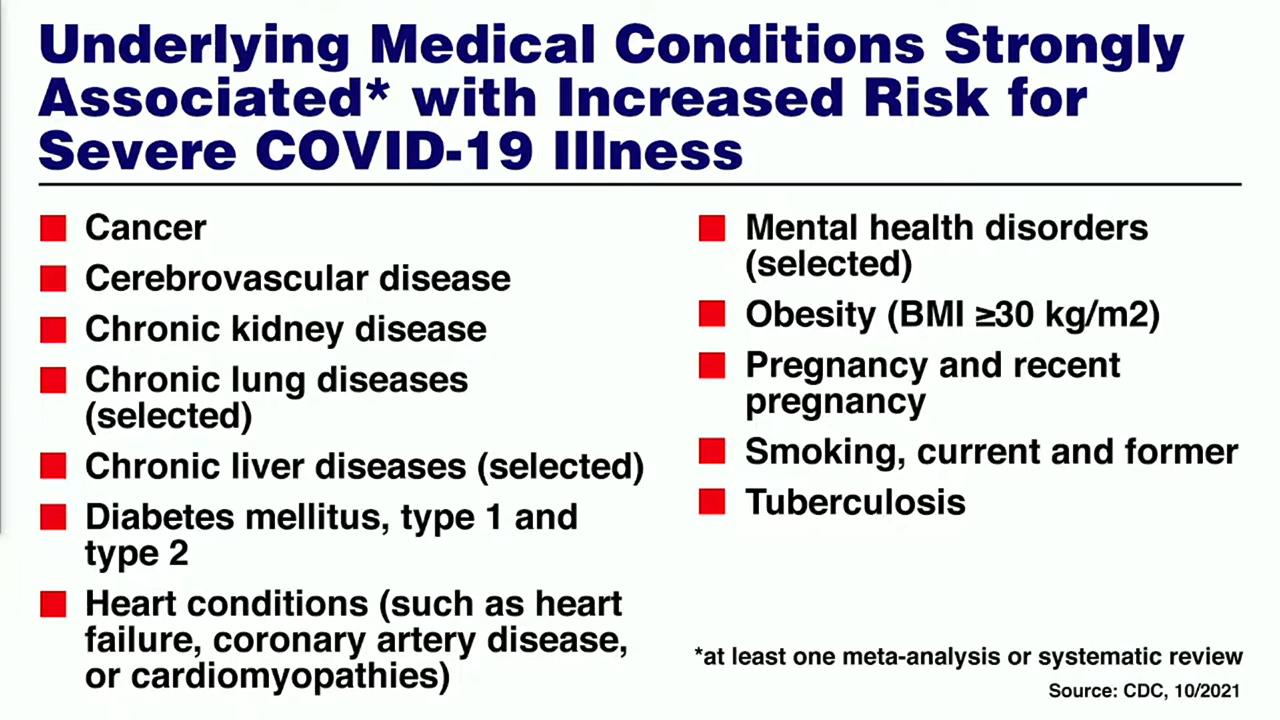 Underlying Medical Conditions Strongly
Associated* with Increased Risk for
Severe COVID-19 Illness
Cancer
Cerebrovascular disease
Chronic kidney disease
Chronic lung diseases
(selected)
Chronic liver diseases (selected)
Diabetes mellitus, type 1 and
type 2
Heart conditions (such as heart
failure, coronary artery disease,
or cardiomyopathies)
Mental health disorders
(selected)
Obesity (BMI ≥30 kg/m2)
Pregnancy and recent
pregnancy
Smoking, current and former
Tuberculosis
*at least one meta-analysis or systematic review
Source: CDC, 10/2021